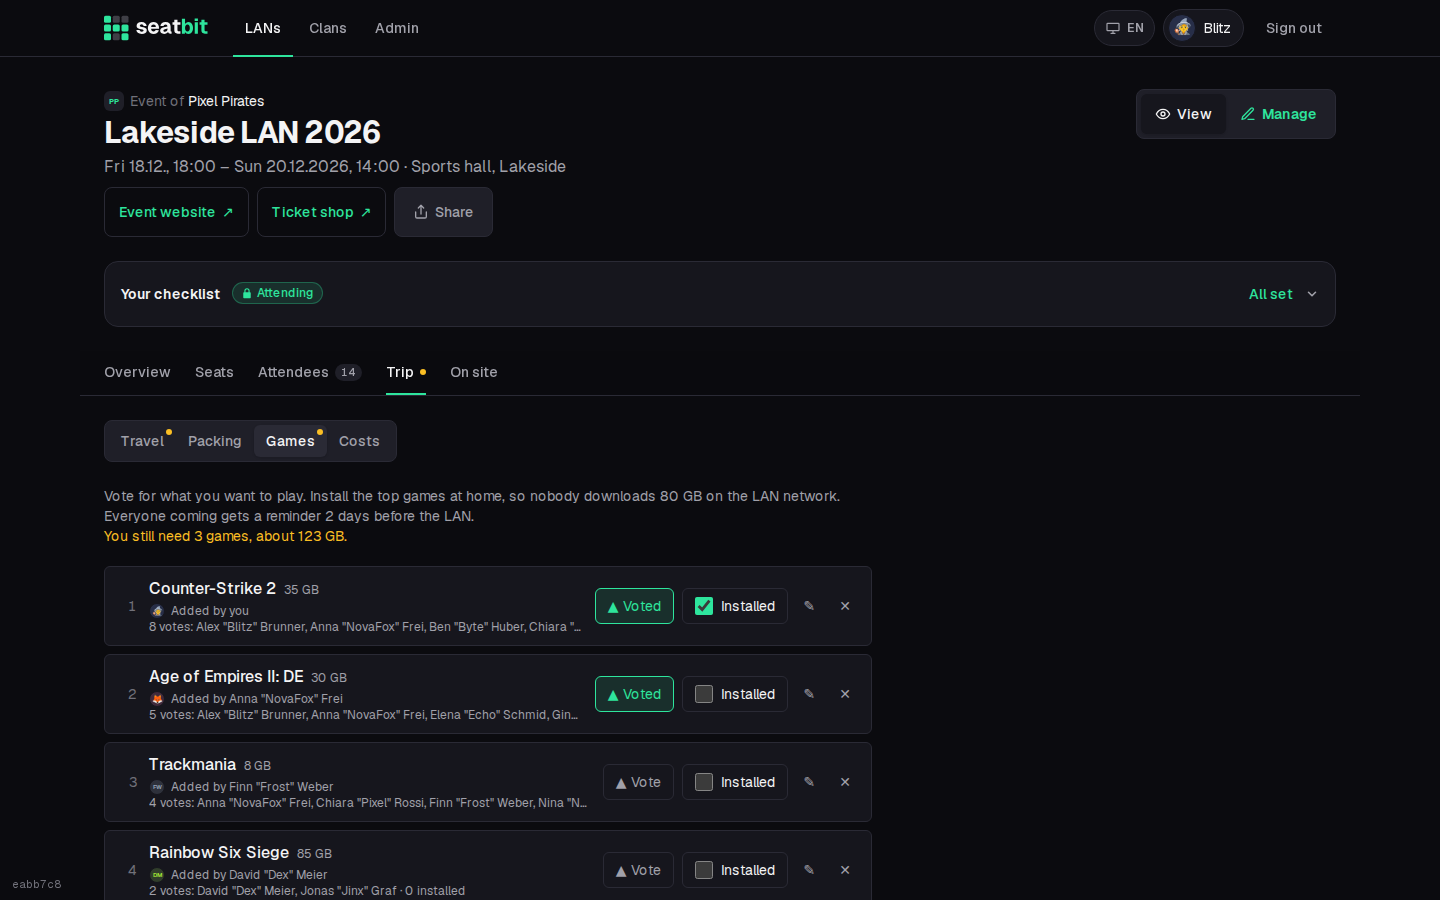 seatbit LANs Clans Admin EN Blitz Sign out
PP Event of Pixel Pirates
Lakeside LAN 2026
Fri 18.12., 18:00 – Sun 20.12.2026, 14:00 · Sports hall, Lakeside
View Manage
Event website ↗ Ticket shop ↗ Share
Your checklist Attending All set
Overview Seats Attendees 14 Trip On site
Travel Packing Games Costs
Vote for what you want to play. Install the top games at home, so nobody downloads 80 GB on the LAN network.
Everyone coming gets a reminder 2 days before the LAN.
You still need 3 games, about 123 GB.
1 Counter-Strike 2 35 GB
Added by you
8 votes: Alex "Blitz" Brunner, Anna "NovaFox" Frei, Ben "Byte" Huber, Chiara "...
▲ Voted Installed ✎ ✕
2 Age of Empires II: DE 30 GB
Added by Anna "NovaFox" Frei
5 votes: Alex "Blitz" Brunner, Anna "NovaFox" Frei, Elena "Echo" Schmid, Gin...
▲ Voted Installed ✎ ✕
3 Trackmania 8 GB
FW Added by Finn "Frost" Weber
4 votes: Anna "NovaFox" Frei, Chiara "Pixel" Rossi, Finn "Frost" Weber, Nina "N...
▲ Vote Installed ✎ ✕
4 Rainbow Six Siege 85 GB
DM Added by David "Dex" Meier
2 votes: David "Dex" Meier, Jonas "Jinx" Graf · 0 installed
▲ Vote Installed ✎ ✕
eabb7c8